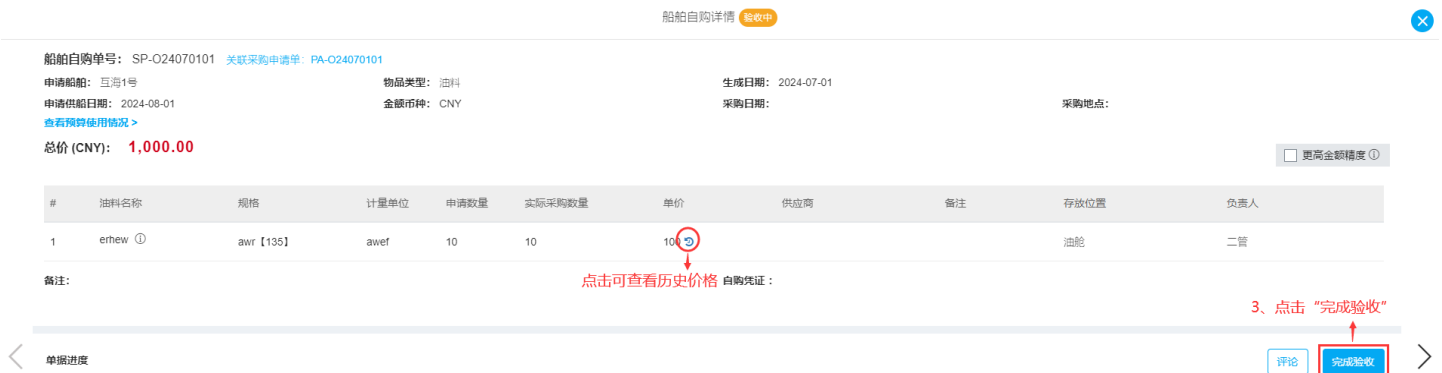 船舶自购详情 验收中
船舶自购单号： SP-O24070101 关联采购申请单：PA-O24070101
申请船舶： 互海1号 物品类型： 油料 生成日期： 2024-07-01
申请供船日期： 2024-08-01 金额币种： CNY 采购日期： 采购地点：
查看预算使用情况 >
总价 (CNY)： 1,000.00
更高金额精度
# 油料名称 规格 计量单位 申请数量 实际采购数量 单价 供应商 备注 存放位置 负责人
1 erhew awr【135】 awef 10 10 100 油舱 二管
点击可查看历史价格
备注： 自购凭证：
3、点击“完成验收”
单据进度 评论 完成验收